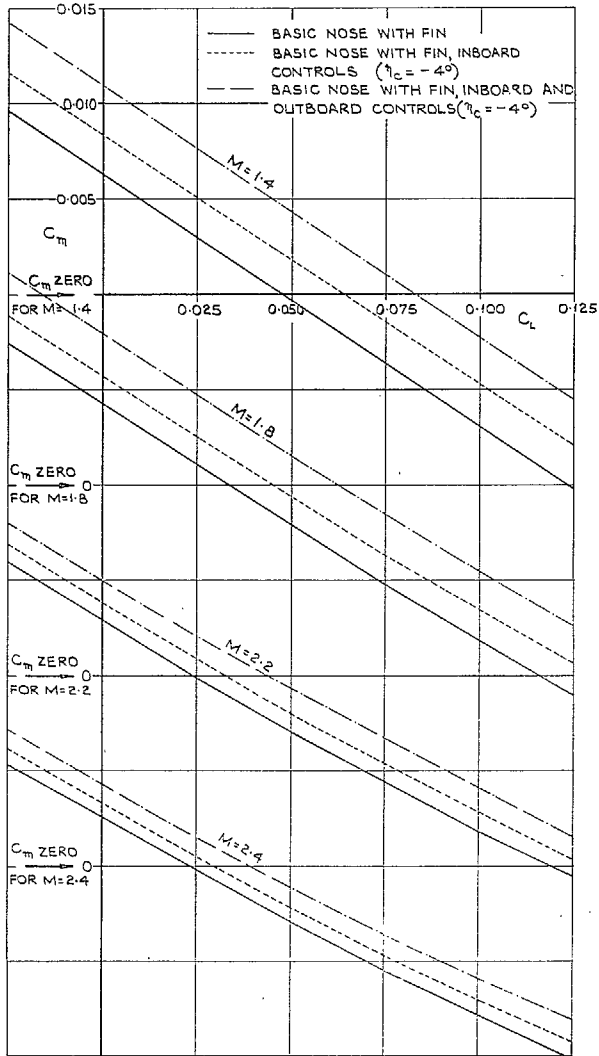 0.015
BASIC NOSE WITH FIN
BASIC NOSE WITH FIN, INBOARD
CONTROLS (η_c = -4°)
BASIC NOSE WITH FIN, INBOARD AND
OUTBOARD CONTROLS (η_c = -4°)
0.010
M=1.4
0.005
C_m
C_m ZERO
FOR M= 1.4
0.025
0.050
0.075
0.100
0.125
C_L
M=1.8
C_m ZERO
0
FOR M=1.8
M=2.2
C_m ZERO
0
FOR M=2.2
M=2.4
C_m ZERO
0
FOR M=2.4